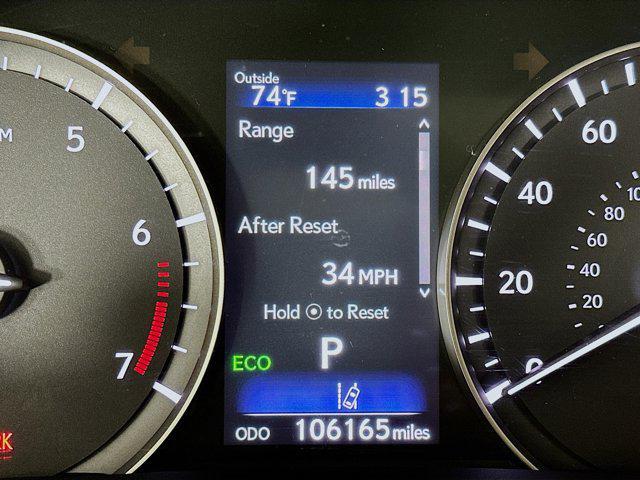 Outside
74°F 3 15
Range
145 miles
After Reset
34 MPH
Hold ⦿ to Reset
P
ECO
ODO 106165 miles
5
6
7
60
40
20
0
80
60
40
20